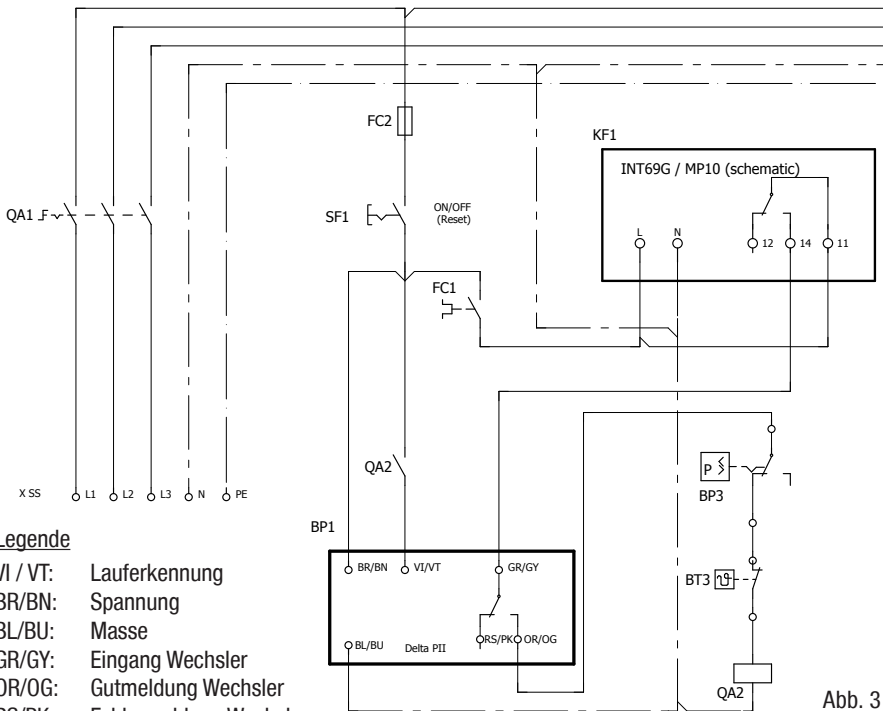 FC2
KF1
INT69G / MP10 (schematic)
QA1
SF1
ON/OFF
(Reset)
L
N
12
14
11
FC1
QA2
P
BP3
X SS
L1
L2
L3
N
PE
BP1
BR/BN
VI/VT
GR/GY
BT3
BL/BU
Delta PII
RS/PK
OR/OG
QA2
Legende
VI / VT: Lauferkennung
BR/BN: Spannung
BL/BU: Masse
GR/GY: Eingang Wechsler
OR/OG: Gutmeldung Wechsler
Abb. 3